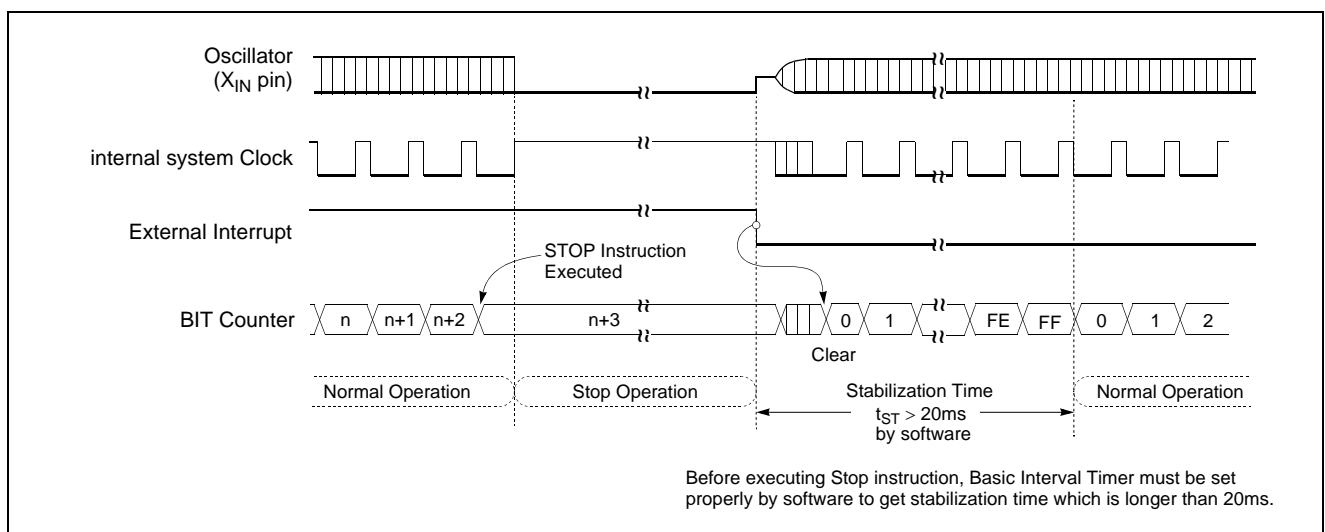 Oscillator
(XIN pin)
internal system Clock
External Interrupt
STOP Instruction
Executed
BIT Counter
n
n+1
n+2
n+3
0
1
FE
FF
0
1
2
Clear
Normal Operation
Stop Operation
Stabilization Time
tST > 20ms
by software
Normal Operation
Before executing Stop instruction, Basic Interval Timer must be set
properly by software to get stabilization time which is longer than 20ms.